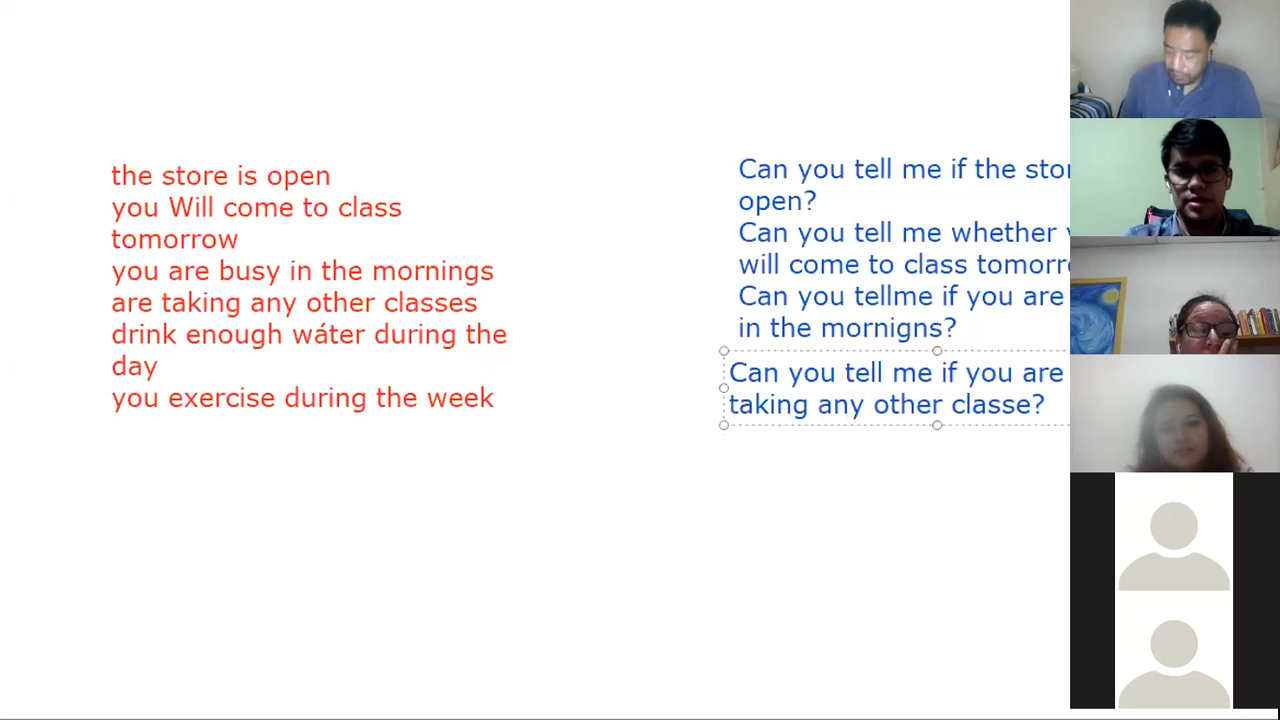 the store is open
you Will come to class
tomorrow
you are busy in the mornings
are taking any other classes
drink enough wáter during the
day
you exercise during the week
Can you tell me if the
open?
Can you tell me whether
will come to class
Can you tellme if you are
in the mornigns?
Can you tell me if you are
taking any other classe?